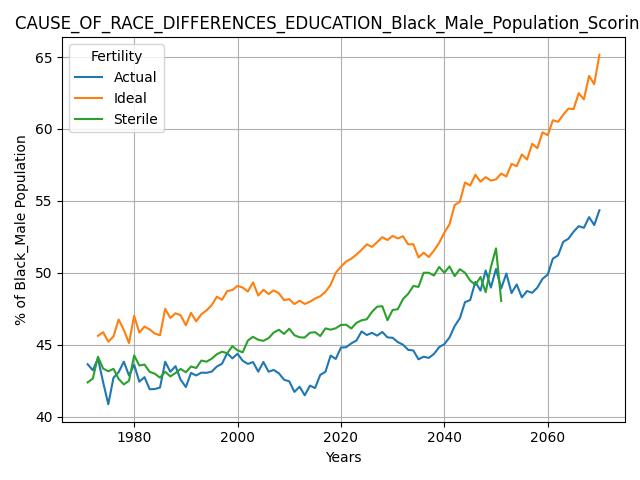 CAUSE_OF_RACE_DIFFERENCES_EDUCATION_Black_Male_Population_Scorin
Fertility
Actual
Ideal
Sterile
65
60
55
50
45
40
% of Black_Male Population
1980
2000
2020
2040
2060
Years